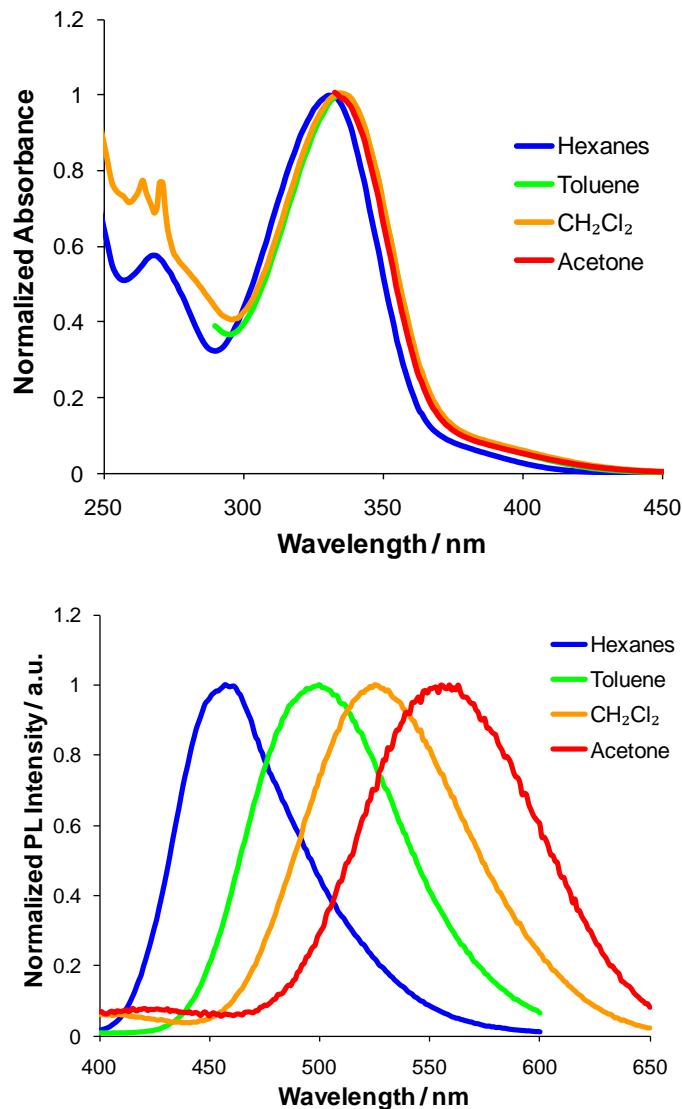 Normalized Absorbance
1.2
1
0.8
0.6
0.4
0.2
0
Hexanes
Toluene
CH₂Cl₂
Acetone
250 300 350 400 450
Wavelength / nm
Normalized PL Intensity / a.u.
1.2
1
0.8
0.6
0.4
0.2
0
Hexanes
Toluene
CH₂Cl₂
Acetone
400 450 500 550 600 650
Wavelength / nm